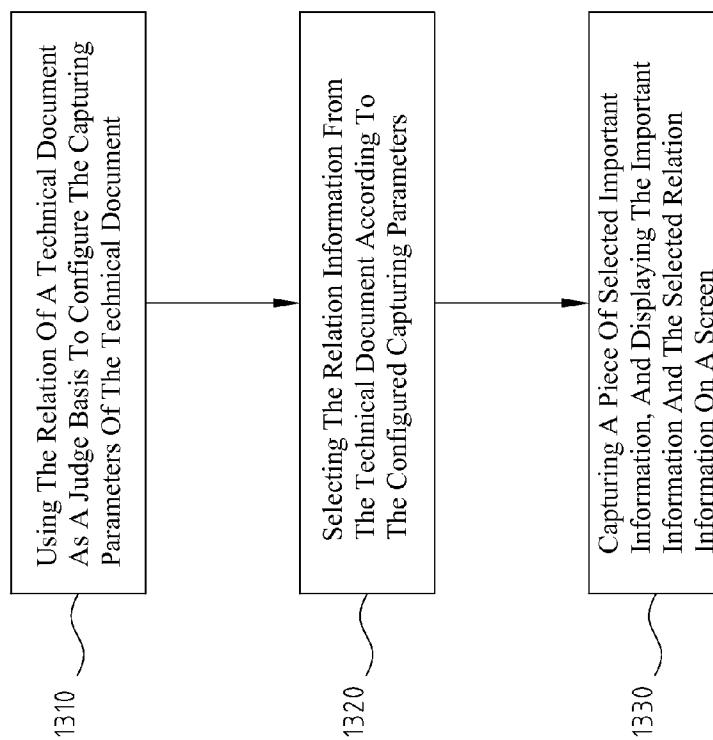 1310
Using The Relation Of A Technical Document
As A Judge Basis To Configure The Capturing
Parameters Of The Technical Document
1320
Selecting The Relation Information From
The Technical Document According To
The Configured Capturing Parameters
1330
Capturing A Piece Of Selected Important
Information, And Displaying The Important
Information And The Selected Relation
Information On A Screen